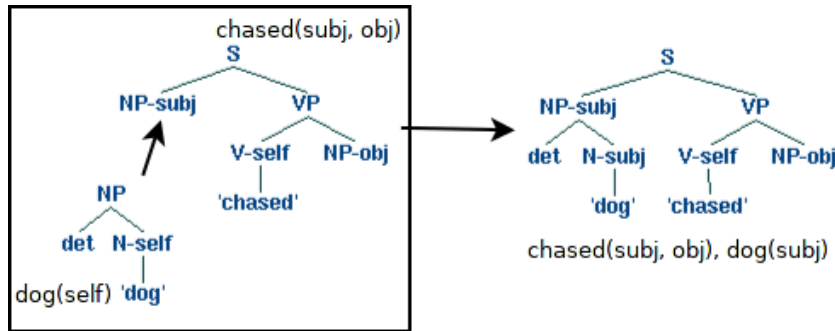 chased(subj, obj)
S
NP-subj VP
V-self NP-obj
'chased'
NP
det N-self
dog(self) 'dog'
S
NP-subj VP
det N-subj V-self NP-obj
'dog' 'chased'
chased(subj, obj), dog(subj)